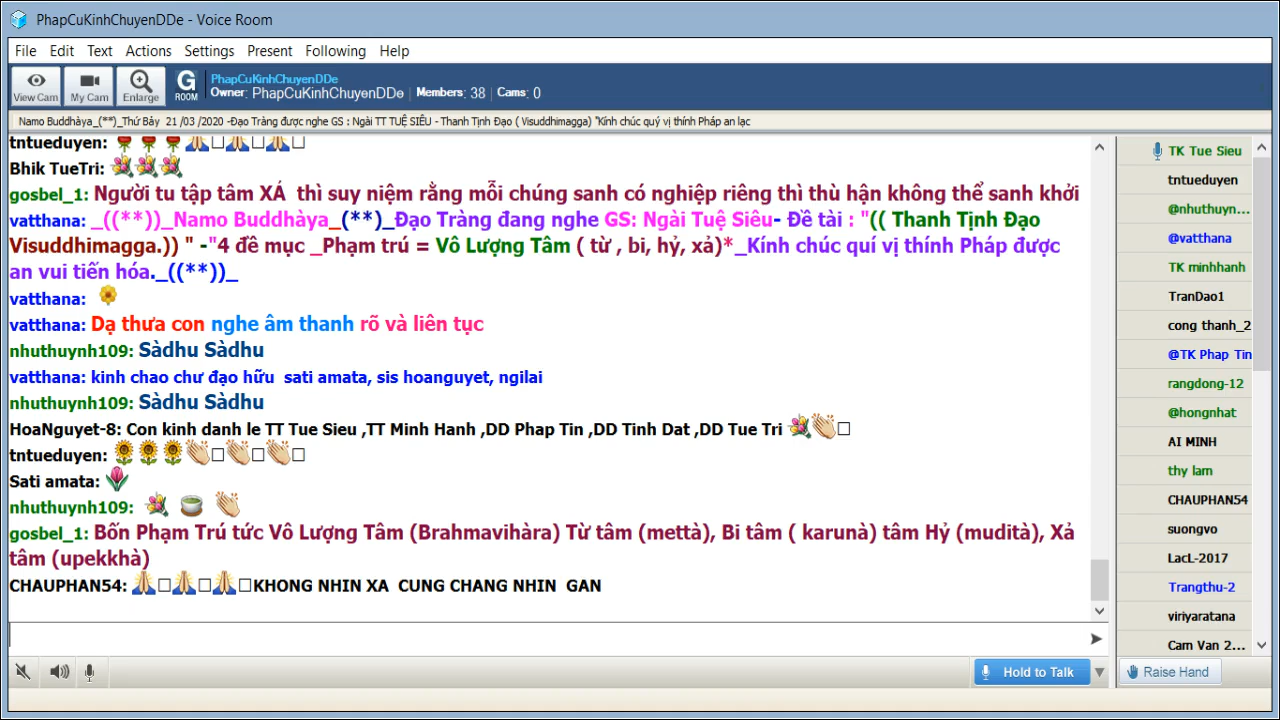 PhapCuKinhChuyenDDe - Voice Room
File Edit Text Actions Settings Present Following Help
View Cam My Cam Enlarge G ROOM
PhapCuKinhChuyenDDe
Owner: PhapCuKinhChuyenDDe Members: 38 Cams: 0
Namo Buddhàya_(**)_Thứ Bảy 21 /03 /2020 -Đạo Tràng được nghe GS : Ngài TT TUỆ SIÊU - Thanh Tịnh Đạo ( Visuddhimagga) "Kính chúc quý vị thính Pháp an lạc
tntueduyen:
Bhik TueTri:
gosbel_1: Người tu tập tâm XÁ thì suy niệm rằng mỗi chúng sanh có nghiệp riêng thì thù hận không thể sanh khởi
vatthana: _((**))_Namo Buddhàya_(**)_Đạo Tràng đang nghe GS: Ngài Tuệ Siêu- Đề tài : "(( Thanh Tịnh Đạo
Visuddhimagga.)) " -"4 đề mục _Phạm trú = Vô Lượng Tâm ( từ , bi, hỷ, xả)*_Kính chúc quí vị thính Pháp được
an vui tiến hóa._((**))_
vatthana:
vatthana: Dạ thưa con nghe âm thanh rõ và liên tục
nhuthuynh109: Sàdhu Sàdhu
vatthana: kinh chao chư đạo hữu sati amata, sis hoanguyet, ngilai
nhuthuynh109: Sàdhu Sàdhu
HoaNguyet-8: Con kinh danh le TT Tue Sieu ,TT Minh Hanh ,DD Phap Tin ,DD Tinh Dat ,DD Tue Tri
tntueduyen:
Sati amata:
nhuthuynh109:
gosbel_1: Bốn Phạm Trú tức Vô Lượng Tâm (Brahmavihàra) Từ tâm (mettà), Bi tâm ( karunà) tâm Hỷ (mudità), Xả
tâm (upekkhà)
CHAUPHAN54: KHONG NHIN XA CUNG CHANG NHIN GAN
Hold to Talk
TK Tue Sieu
tntueduyen
@nhuthuyn...
@vatthana
TK minhhanh
TranDao1
cong thanh_2
@TK Phap Tin
rangdong-12
@hongnhat
AI MINH
thy lam
CHAUPHAN54
suongvo
LacL-2017
Trangthu-2
viriyaratana
Cam Van 2...
Raise Hand